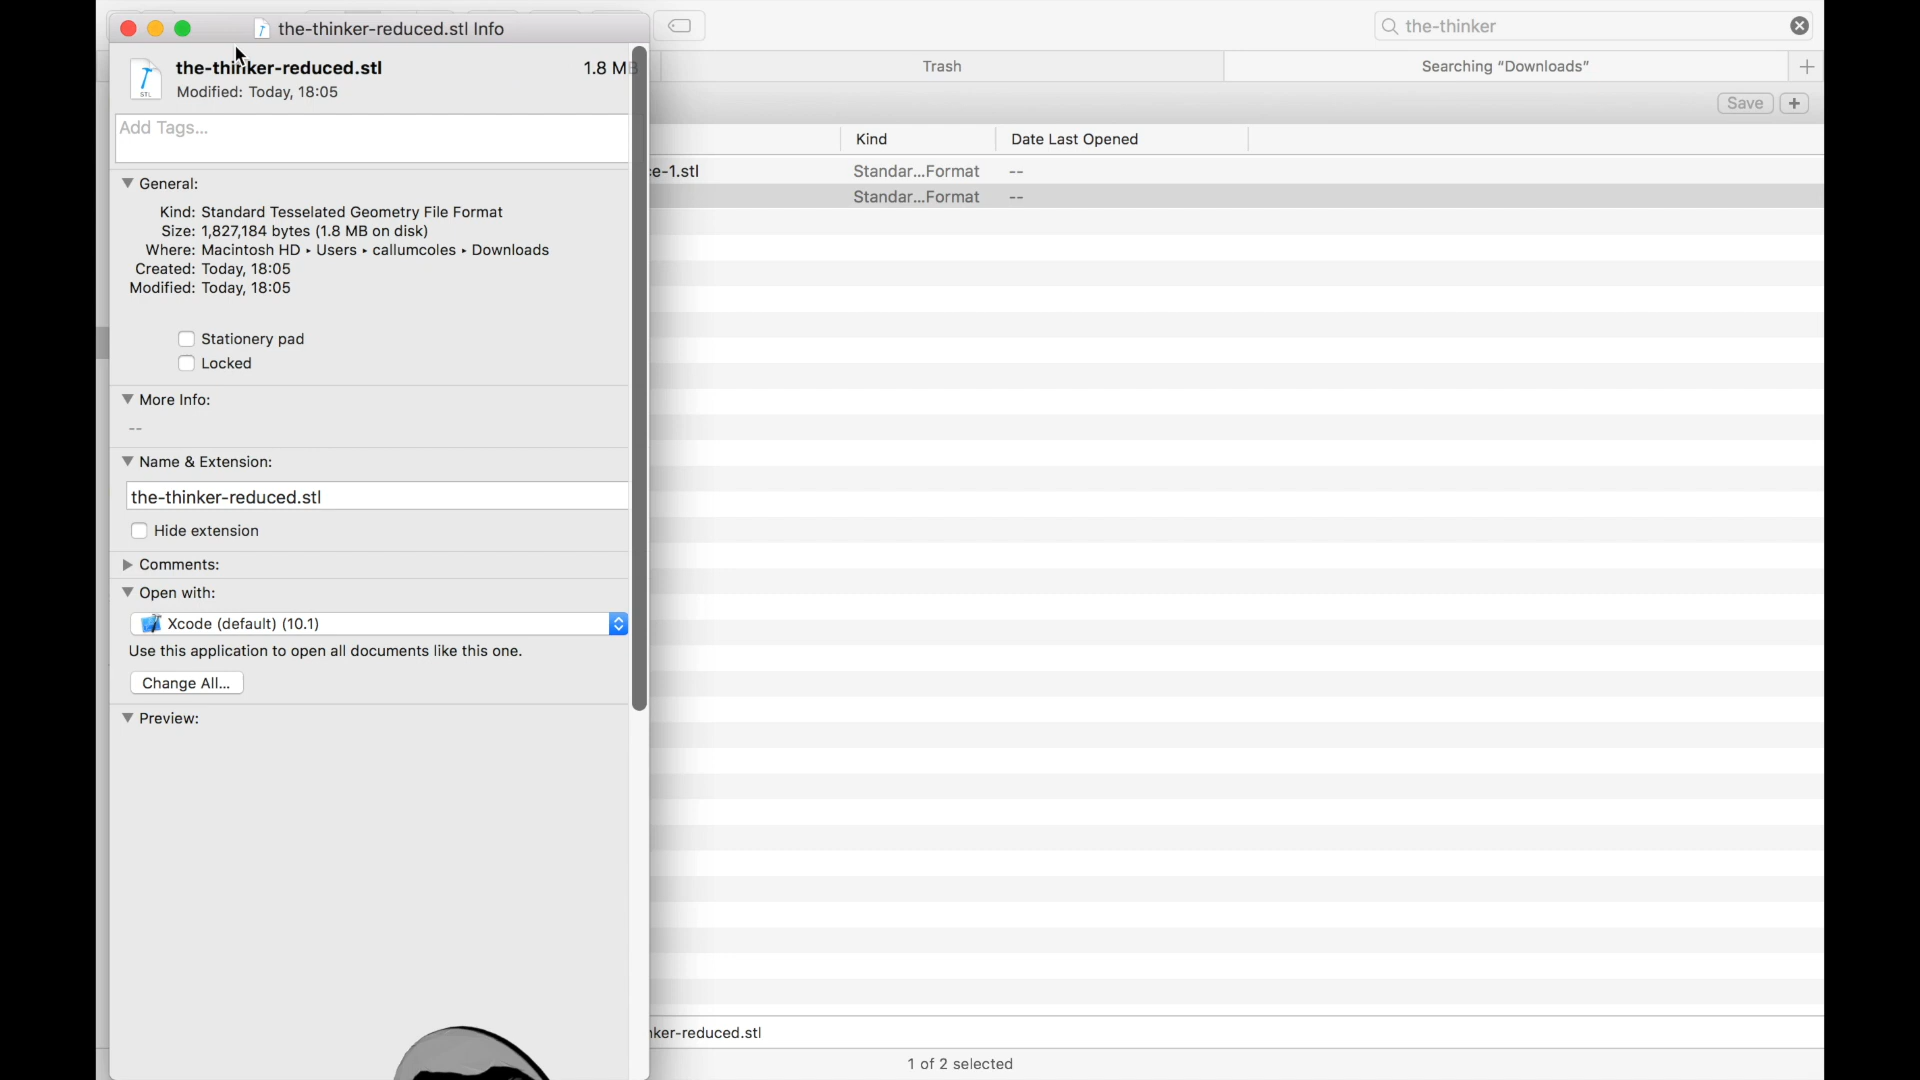 the-thinker-reduced.stl Info
the-thinker
the-thinker-reduced.stl
1.8 MB
Modified: Today, 18:05
STL
Trash
Searching “Downloads”
Save
Add Tags...
Kind
Date Last Opened
e-1.stl
Standar...Format
--
Standar...Format
--
General:
Kind: Standard Tesselated Geometry File Format
Size: 1,827,184 bytes (1.8 MB on disk)
Where: Macintosh HD ▸ Users ▸ callumcoles ▸ Downloads
Created: Today, 18:05
Modified: Today, 18:05
Stationery pad
Locked
More Info:
--
Name & Extension:
the-thinker-reduced.stl
Hide extension
Comments:
Open with:
Xcode (default) (10.1)
Use this application to open all documents like this one.
Change All...
Preview:
ker-reduced.stl
1 of 2 selected